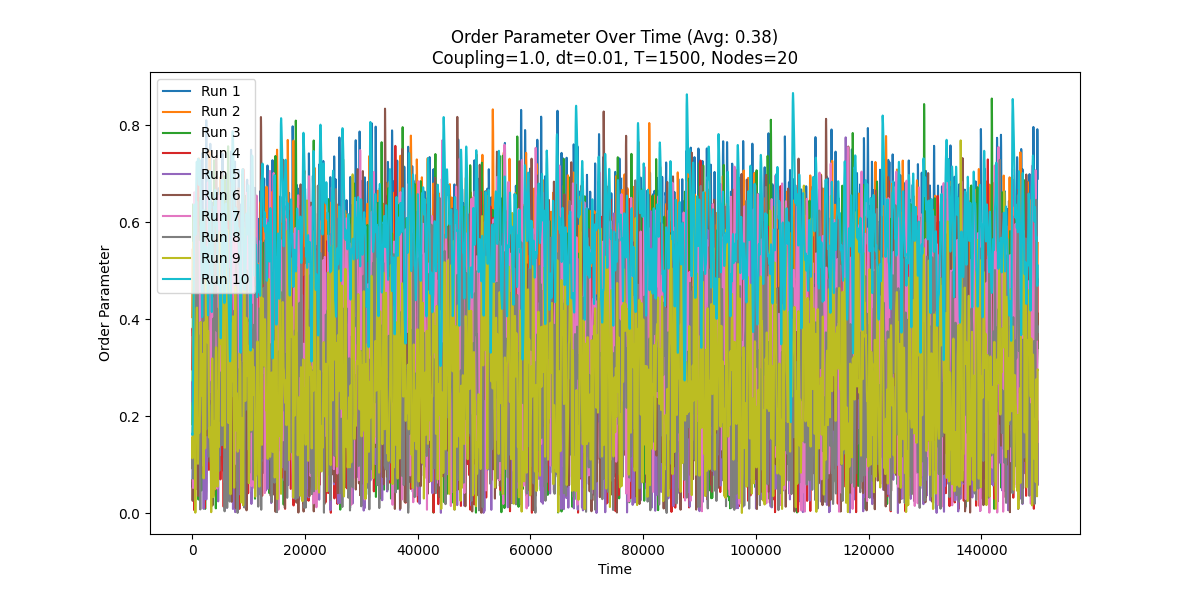 Order Parameter Over Time (Avg: 0.38)
Coupling=1.0, dt=0.01, T=1500, Nodes=20
Order Parameter
0.8
0.6
0.4
0.2
0.0
Run 1
Run 2
Run 3
Run 4
Run 5
Run 6
Run 7
Run 8
Run 9
Run 10
0 20000 40000 60000 80000 100000 120000 140000
Time